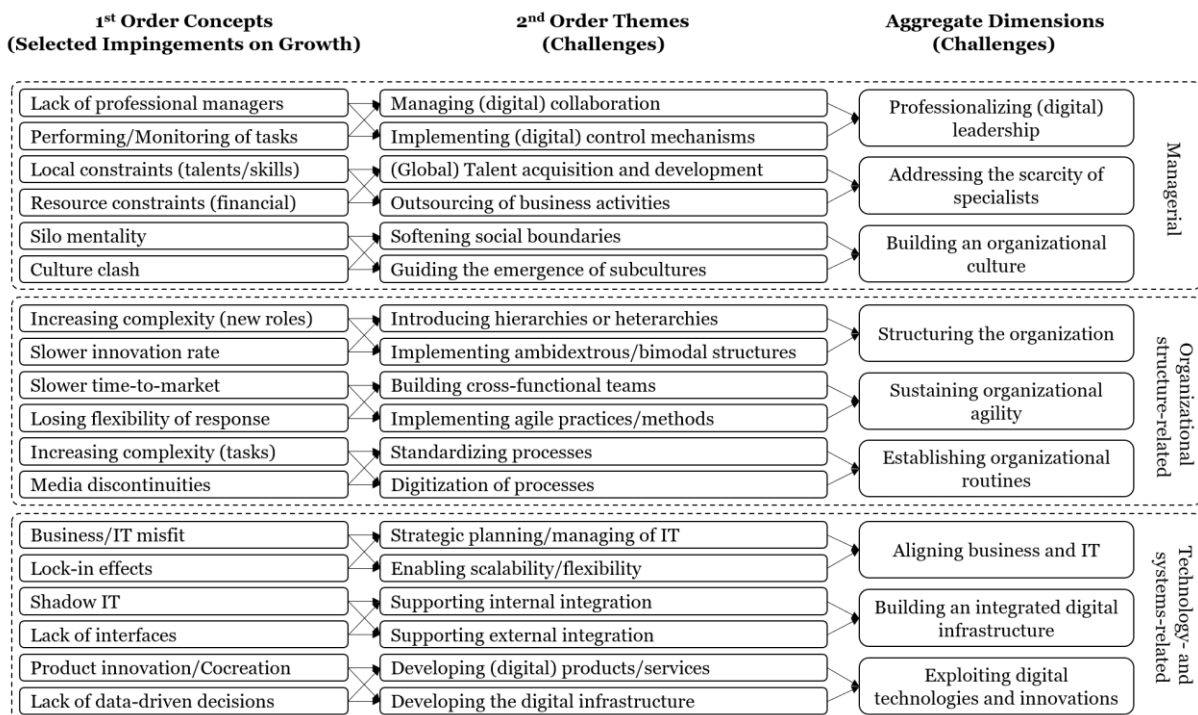 1st Order Concepts
(Selected Impingements on Growth)
2nd Order Themes
(Challenges)
Aggregate Dimensions
(Challenges)
Lack of professional managers
Performing/Monitoring of tasks
Local constraints (talents/skills)
Resource constraints (financial)
Silo mentality
Culture clash
Managing (digital) collaboration
Implementing (digital) control mechanisms
(Global) Talent acquisition and development
Outsourcing of business activities
Softening social boundaries
Guiding the emergence of subcultures
Professionalizing (digital)
leadership
Addressing the scarcity of
specialists
Building an organizational
culture
Managerial
Increasing complexity (new roles)
Slower innovation rate
Slower time-to-market
Losing flexibility of response
Increasing complexity (tasks)
Media discontinuities
Introducing hierarchies or heterarchies
Implementing ambidextrous/bimodal structures
Building cross-functional teams
Implementing agile practices/methods
Standardizing processes
Digitization of processes
Structuring the organization
Sustaining organizational
agility
Establishing organizational
routines
Organizational
structure-related
Business/IT misfit
Lock-in effects
Shadow IT
Lack of interfaces
Product innovation/Cocreation
Lack of data-driven decisions
Strategic planning/managing of IT
Enabling scalability/flexibility
Supporting internal integration
Supporting external integration
Developing (digital) products/services
Developing the digital infrastructure
Aligning business and IT
Building an integrated digital
infrastructure
Exploiting digital
technologies and innovations
Technology- and
systems-related